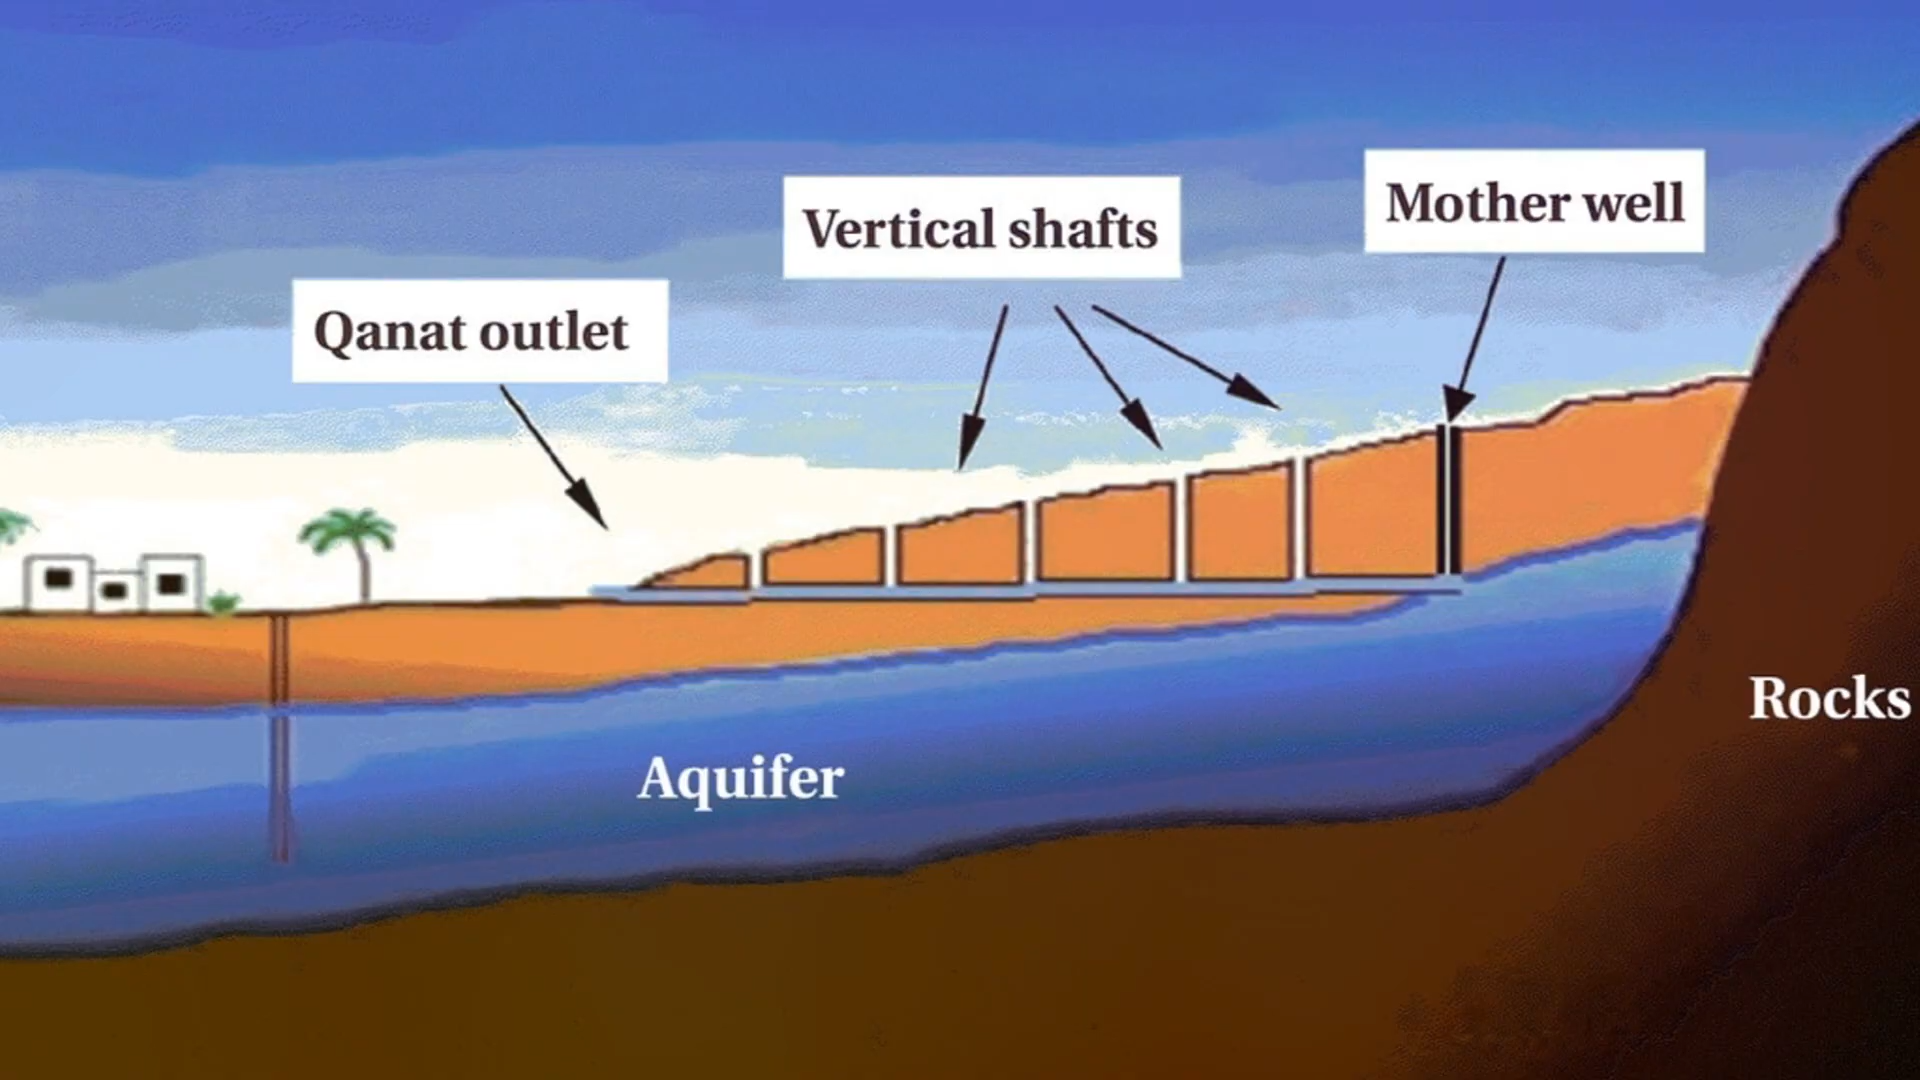 Mother well
Vertical shafts
Qanat outlet
Rocks
Aquifer